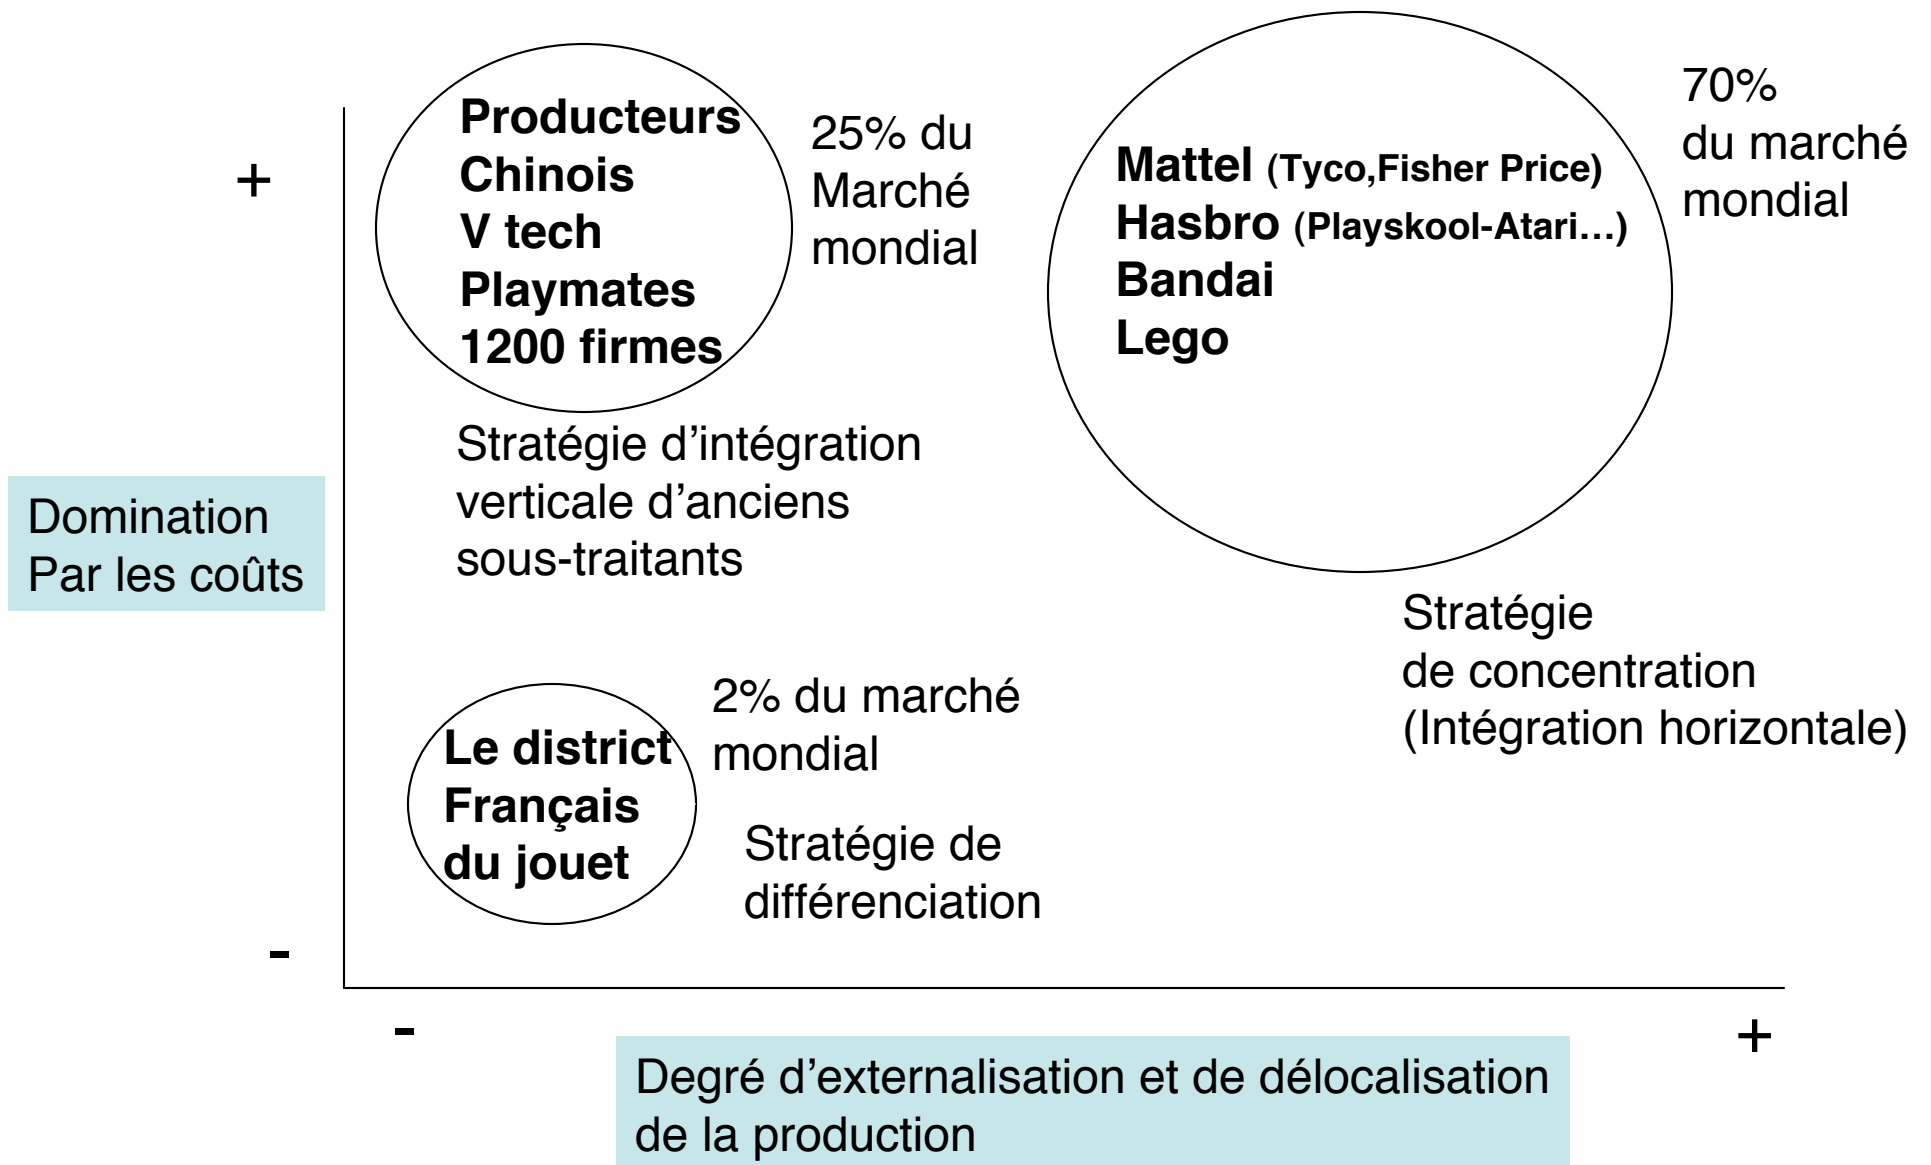 Producteurs
Chinois
V tech
Playmates
1200 firmes
25% du
Marché
mondial
Mattel (Tyco,Fisher Price)
Hasbro (Playskool-Atari…)
Bandai
Lego
70%
du marché
mondial
+
Stratégie d’intégration
verticale d’anciens
sous-traitants
Domination
Par les coûts
Stratégie
de concentration
(Intégration horizontale)
Le district
Français
du jouet
2% du marché
mondial
Stratégie de
différenciation
-
-
+
Degré d’externalisation et de délocalisation
de la production